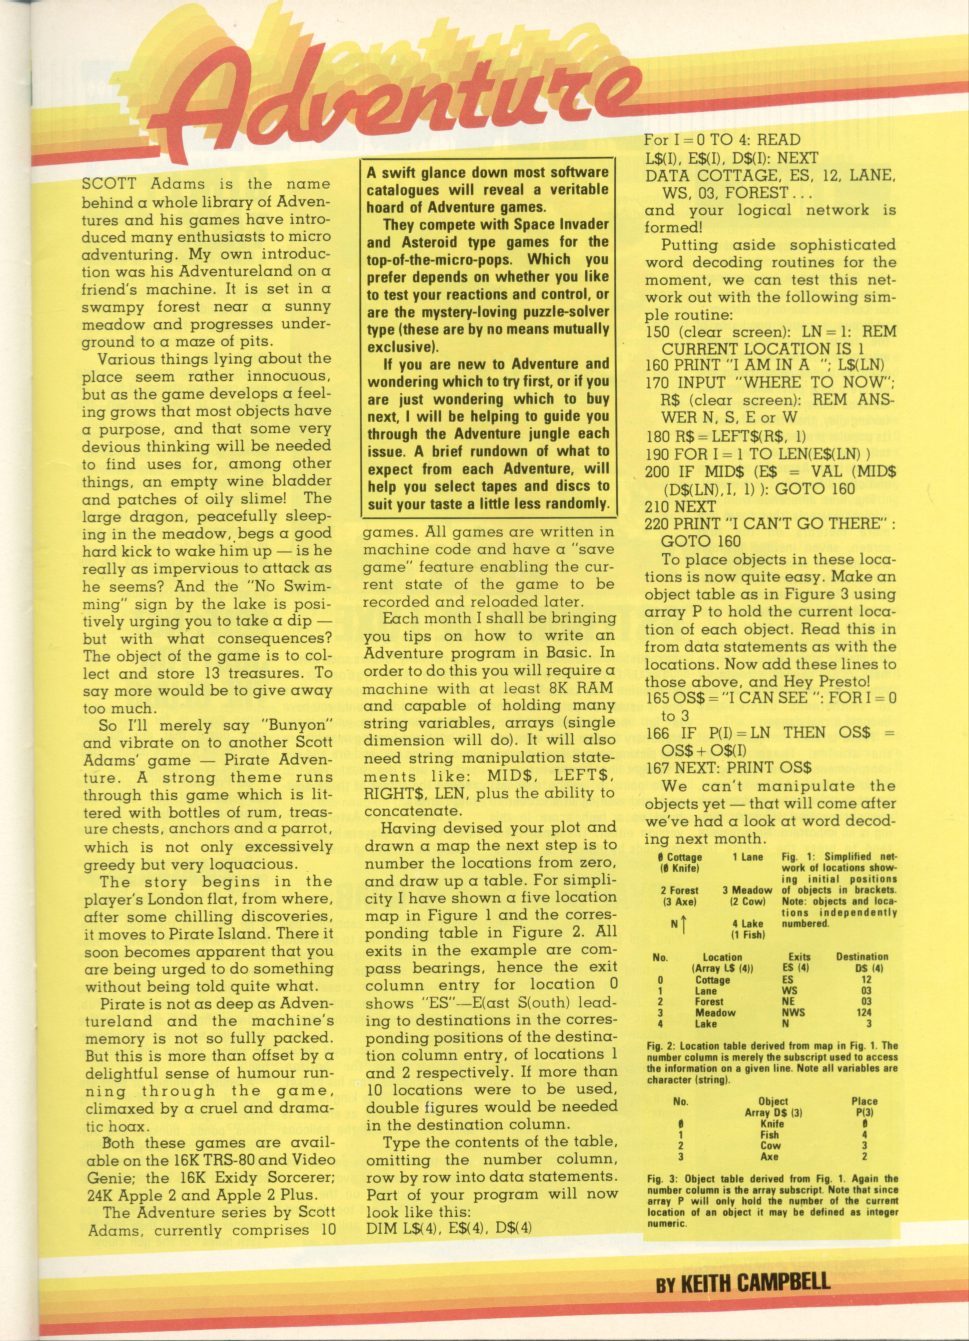 Adventure
SCOTT Adams is the name
behind a whole library of Adven-
tures and his games have intro-
duced many enthusiasts to micro
adventuring. My own introduc-
tion was his Adventureland on a
friend's machine. It is set in a
swampy forest near a sunny
meadow and progresses under-
ground to a maze of pits.
Various things lying about the
place seem rather innocuous,
but as the game develops a feel-
ing grows that most objects have
a purpose, and that some very
devious thinking will be needed
to find uses for, among other
things, an empty wine bladder
and patches of oily slime! The
large dragon, peacefully sleep-
ing in the meadow, begs a good
hard kick to wake him up — is he
really as impervious to attack as
he seems? And the "No Swim-
ming" sign by the lake is posi-
tively urging you to take a dip —
but with what consequences?
The object of the game is to col-
lect and store 13 treasures. To
say more would be to give away
too much.
So I'll merely say "Bunyon"
and vibrate on to another Scott
Adams' game — Pirate Adven-
ture. A strong theme runs
through this game which is lit-
tered with bottles of rum, treas-
ure chests, anchors and a parrot,
which is not only excessively
greedy but very loquacious.
The story begins in the
player's London flat, from where,
after some chilling discoveries,
it moves to Pirate Island. There it
soon becomes apparent that you
are being urged to do something
without being told quite what.
Pirate is not as deep as Adven-
tureland and the machine's
memory is not so fully packed.
But this is more than offset by a
delightful sense of humour run-
ning through the game,
climaxed by a cruel and drama-
tic hoax.
Both these games are avail-
able on the 16K TRS-80 and Video
Genie; the 16K Exidy Sorcerer;
24K Apple 2 and Apple 2 Plus.
The Adventure series by Scott
Adams, currently comprises 10
A swift glance down most software
catalogues will reveal a veritable
hoard of Adventure games.
They compete with Space Invader
and Asteroid type games for the
top-of-the-micro-pops. Which you
prefer depends on whether you like
to test your reactions and control, or
are the mystery-loving puzzle-solver
type (these are by no means mutually
exclusive).
If you are new to Adventure and
wondering which to try first, or if you
are just wondering which to buy
next, I will be helping to guide you
through the Adventure jungle each
issue. A brief rundown of what to
expect from each Adventure, will
help you select tapes and discs to
suit your taste a little less randomly.
games. All games are written in
machine code and have a "save
game" feature enabling the cur-
rent state of the game to be
recorded and reloaded later.
Each month I shall be bringing
you tips on how to write an
Adventure program in Basic. In
order to do this you will require a
machine with at least 8K RAM
and capable of holding many
string variables, arrays (single
dimension will do). It will also
need string manipulation state-
ments like: MID$, LEFT$,
RIGHT$, LEN, plus the ability to
concatenate.
Having devised your plot and
drawn a map the next step is to
number the locations from zero,
and draw up a table. For simpli-
city I have shown a five location
map in Figure 1 and the corres-
ponding table in Figure 2. All
exits in the example are com-
pass bearings, hence the exit
column entry for location 0
shows "ES"—E(ast S(outh) lead-
ing to destinations in the corres-
ponding positions of the destina-
tion column entry, of locations 1
and 2 respectively. If more than
10 locations were to be used,
double figures would be needed
in the destination column.
Type the contents of the table,
omitting the number column,
row by row into data statements.
Part of your program will now
look like this:
DIM L$(4), E$(4), D$(4)
For I = 0 TO 4: READ
L$(I), E$(I), D$(I): NEXT
DATA COTTAGE, ES, 12, LANE,
WS, 03, FOREST...
and your logical network is
formed!
Putting aside sophisticated
word decoding routines for the
moment, we can test this net-
work out with the following sim-
ple routine:
150 (clear screen): LN = 1: REM
CURRENT LOCATION IS 1
160 PRINT "I AM IN A "; L$(LN)
170 INPUT "WHERE TO NOW";
R$ (clear screen): REM ANS-
WER N, S, E or W
180 R$ = LEFT$(R$, 1)
190 FOR I = 1 TO LEN(E$(LN) )
200 IF MID$ (E$ = VAL (MID$
(D$(LN),I, 1) ): GOTO 160
210 NEXT
220 PRINT "I CAN'T GO THERE" :
GOTO 160
To place objects in these loca-
tions is now quite easy. Make an
object table as in Figure 3 using
array P to hold the current loca-
tion of each object. Read this in
from data statements as with the
locations. Now add these lines to
those above, and Hey Presto!
165 OS$ = "I CAN SEE ": FOR I = 0
to 3
166 IF P(I) = LN THEN OS$ =
OS$ + O$(I)
167 NEXT: PRINT OS$
We can't manipulate the
objects yet — that will come after
we've had a look at word decod-
ing next month.
0 Cottage 1 Lane
(0 Knife)
2 Forest 3 Meadow
(3 Axe) (2 Cow)
N↑ 4 Lake
(1 Fish)
Fig. 1: Simplified net-
work of locations show-
ing initial positions
of objects in brackets.
Note: objects and loca-
tions independently
numbered.
No. Location Exits Destination
(Array L$ (4)) E$ (4) D$ (4)
0 Cottage ES 12
1 Lane WS 03
2 Forest NE 03
3 Meadow NWS 124
4 Lake N 3
Fig. 2: Location table derived from map in Fig. 1. The
number column is merely the subscript used to access
the information on a given line. Note all variables are
character (string).
No. Object Place
Array D$ (3) P(3)
0 Knife 0
1 Fish 4
2 Cow 3
3 Axe 2
Fig. 3: Object table derived from Fig. 1. Again the
number column is the array subscript. Note that since
array P will only hold the number of the current
location of an object it may be defined as integer
numeric.
BY KEITH CAMPBELL